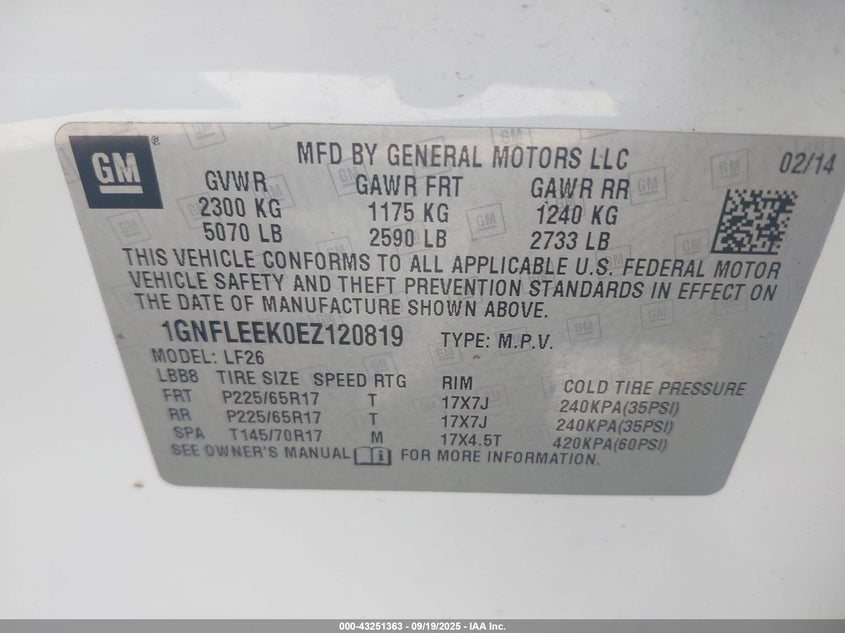 GM
MFD BY GENERAL MOTORS LLC 02/14
GVWR GAWR FRT GAWR RR
2300 KG 1175 KG 1240 KG
5070 LB 2590 LB 2733 LB
THIS VEHICLE CONFORMS TO ALL APPLICABLE U.S. FEDERAL MOTOR
VEHICLE SAFETY AND THEFT PREVENTION STANDARDS IN EFFECT ON
THE DATE OF MANUFACTURE SHOWN ABOVE.
1GNFLEEK0EZ120819 TYPE: M.P.V.
MODEL: LF26
LBB8 TIRE SIZE SPEED RTG RIM COLD TIRE PRESSURE
FRT P225/65R17 T 17X7J 240KPA(35PSI)
RR P225/65R17 T 17X7J 240KPA(35PSI)
SPA T145/70R17 M 17X4.5T 420KPA(60PSI)
SEE OWNER'S MANUAL FOR MORE INFORMATION.
000-43251363 - 09/19/2025 - IAA Inc.